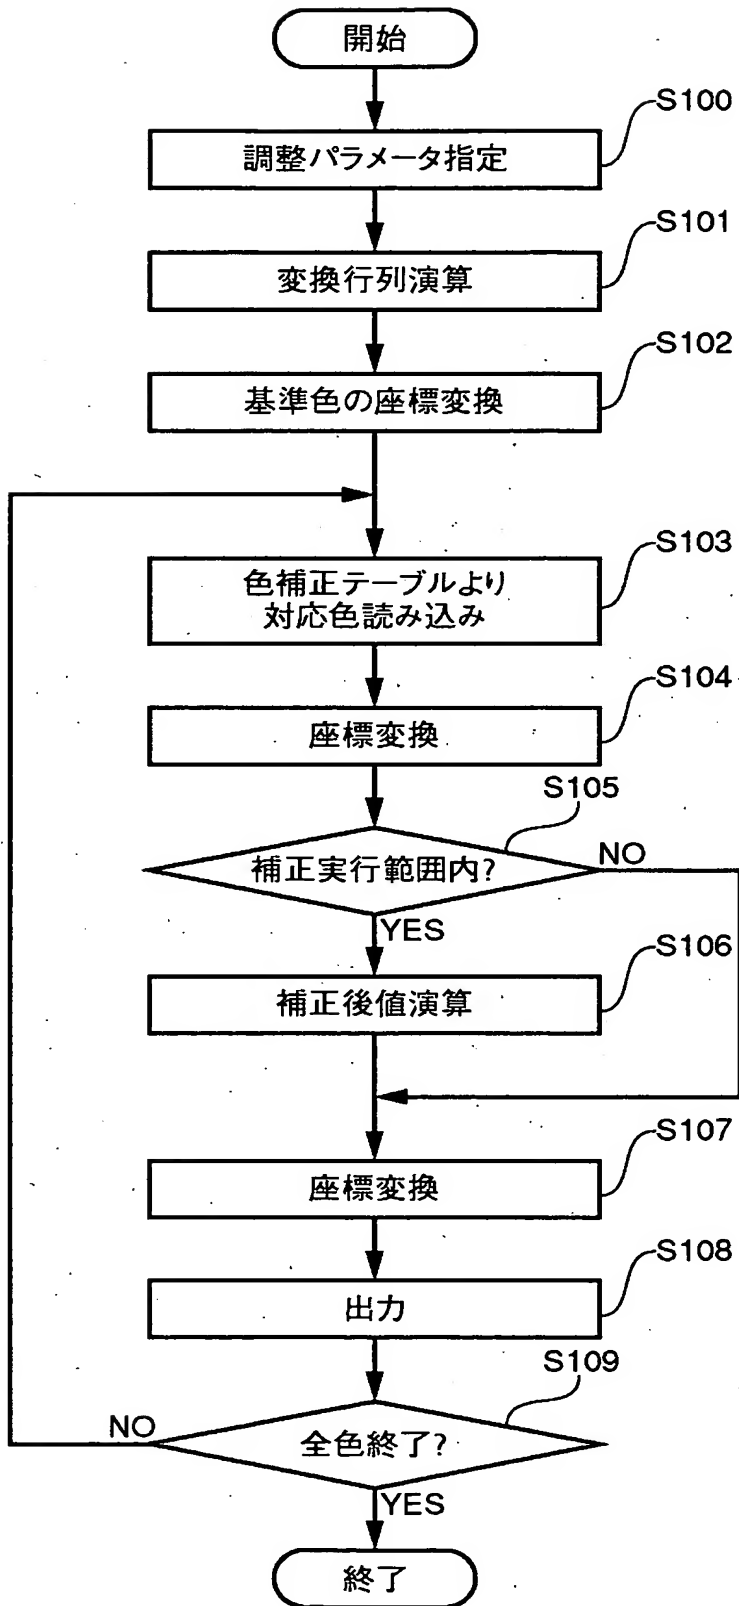 開始
S100
調整パラメータ指定
S101
変換行列演算
S102
基準色の座標変換
S103
色補正テーブルより
対応色読み込み
S104
座標変換
S105
補正実行範囲内?
NO
YES
S106
補正後値演算
S107
座標変換
S108
出力
S109
NO
全色終了?
YES
終了